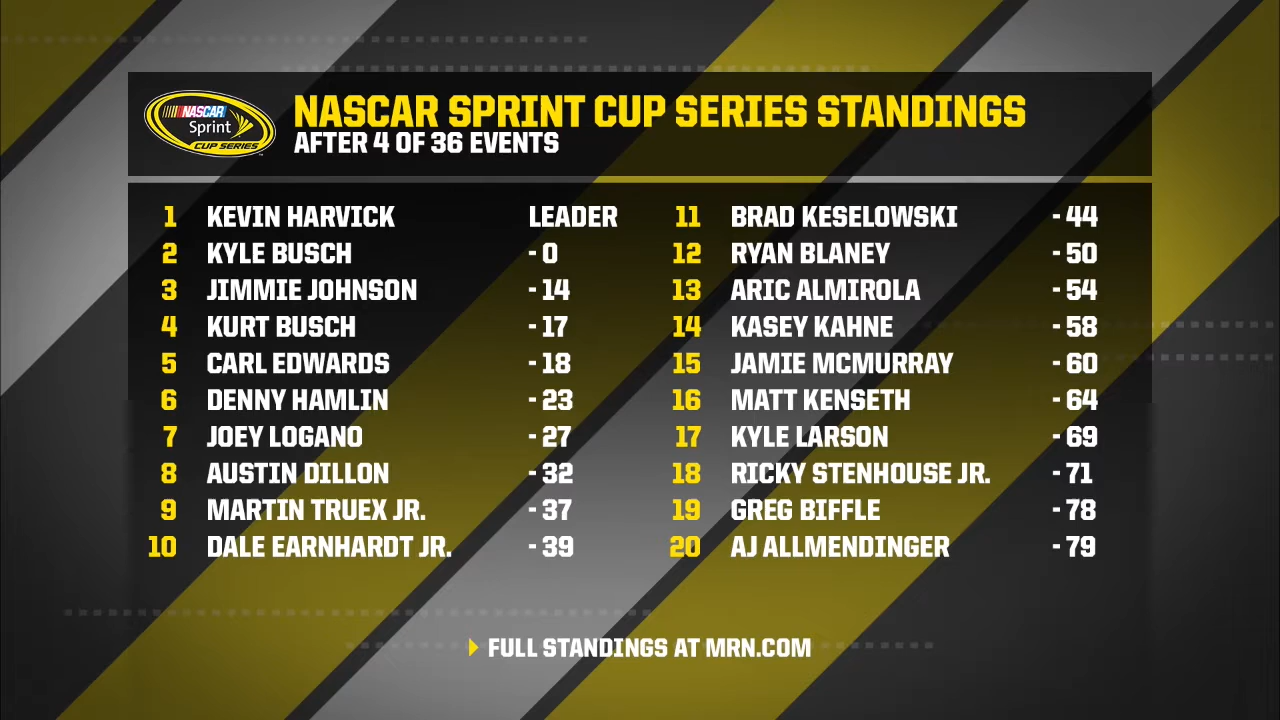 NASCAR
Sprint
CUP SERIES
NASCAR SPRINT CUP SERIES STANDINGS
AFTER 4 OF 36 EVENTS
1 KEVIN HARVICK LEADER
2 KYLE BUSCH - 0
3 JIMMIE JOHNSON - 14
4 KURT BUSCH - 17
5 CARL EDWARDS - 18
6 DENNY HAMLIN - 23
7 JOEY LOGANO - 27
8 AUSTIN DILLON - 32
9 MARTIN TRUEX JR. - 37
10 DALE EARNHARDT JR. - 39
11 BRAD KESELOWSKI - 44
12 RYAN BLANEY - 50
13 ARIC ALMIROLA - 54
14 KASEY KAHNE - 58
15 JAMIE MCMURRAY - 60
16 MATT KENSETH - 64
17 KYLE LARSON - 69
18 RICKY STENHOUSE JR. - 71
19 GREG BIFFLE - 78
20 AJ ALLMENDINGER - 79
FULL STANDINGS AT MRN.COM